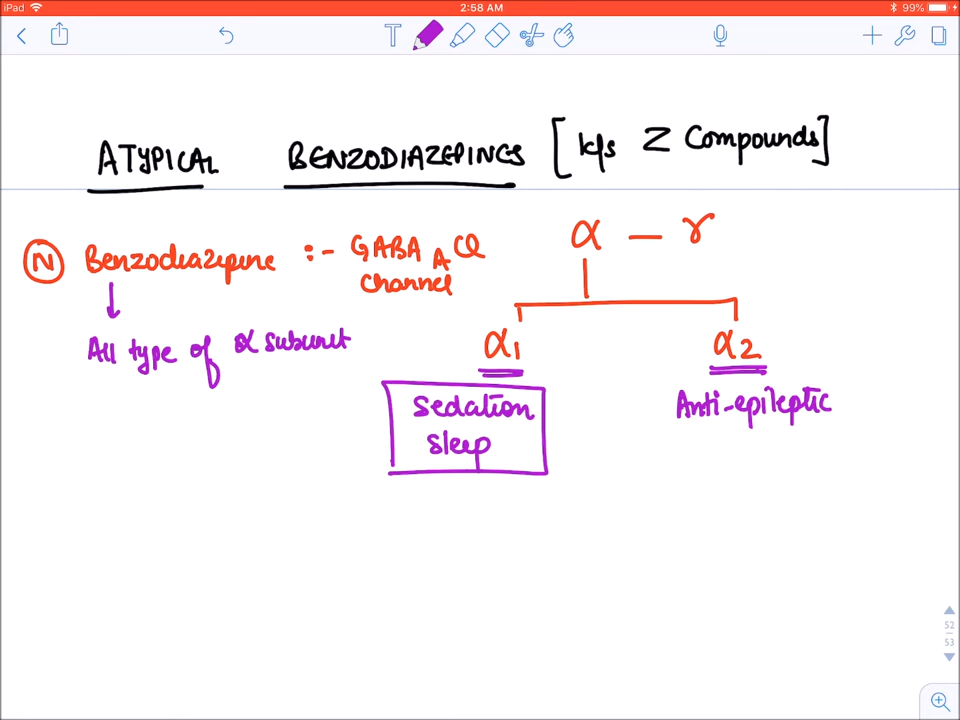 iPad 2:58 AM 99%
T
ATYPICAL BENZODIAZEPINES [k/s Z Compounds]
N Benzodiazepine :- GABA A Cl
channel
α — γ
All type of α subunit
α1 α2
Sedation
Sleep
Anti-epileptic
52
53